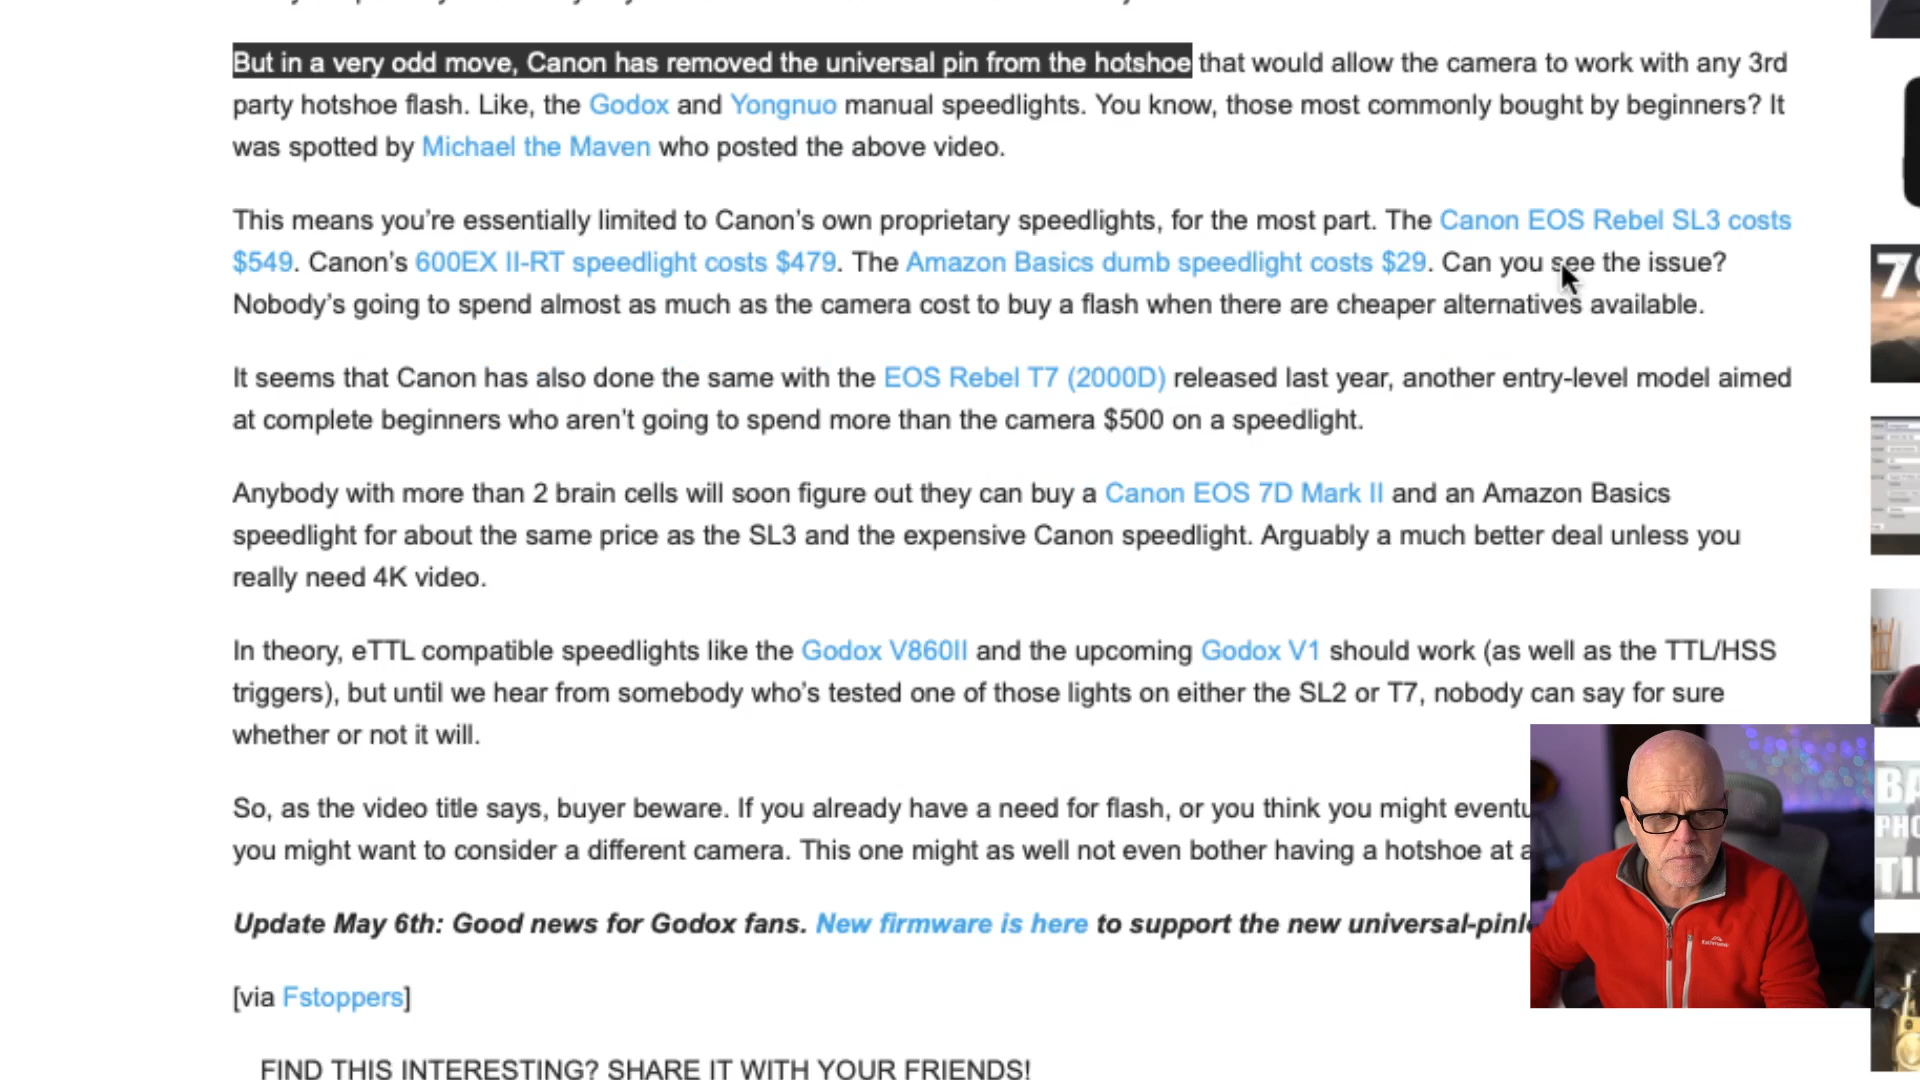 But in a very odd move, Canon has removed the universal pin from the hotshoe that would allow the camera to work with any 3rd
party hotshoe flash. Like, the Godox and Yongnuo manual speedlights. You know, those most commonly bought by beginners? It
was spotted by Michael the Maven who posted the above video.
This means you’re essentially limited to Canon’s own proprietary speedlights, for the most part. The Canon EOS Rebel SL3 costs
$549. Canon’s 600EX II-RT speedlight costs $479. The Amazon Basics dumb speedlight costs $29. Can you see the issue?
Nobody’s going to spend almost as much as the camera cost to buy a flash when there are cheaper alternatives available.
It seems that Canon has also done the same with the EOS Rebel T7 (2000D) released last year, another entry-level model aimed
at complete beginners who aren’t going to spend more than the camera $500 on a speedlight.
Anybody with more than 2 brain cells will soon figure out they can buy a Canon EOS 7D Mark II and an Amazon Basics
speedlight for about the same price as the SL3 and the expensive Canon speedlight. Arguably a much better deal unless you
really need 4K video.
In theory, eTTL compatible speedlights like the Godox V860II and the upcoming Godox V1 should work (as well as the TTL/HSS
triggers), but until we hear from somebody who’s tested one of those lights on either the SL2 or T7, nobody can say for sure
whether or not it will.
So, as the video title says, buyer beware. If you already have a need for flash, or you think you might
you might want to consider a different camera. This one might as well not even bother having a hotshoe at
Update May 6th: Good news for Godox fans. New firmware is here to support the new
[via Fstoppers]
FIND THIS INTERESTING? SHARE IT WITH YOUR FRIENDS!